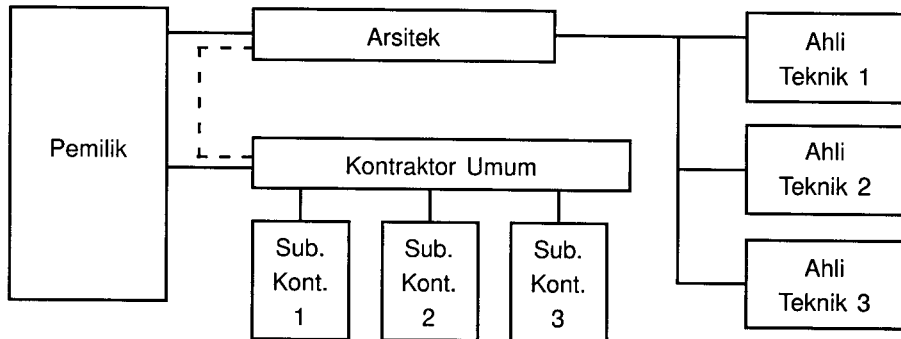 Arsitek
Ahli
Teknik 1
Pemilik
Kontraktor Umum
Ahli
Teknik 2
Sub.
Kont.
1
Sub.
Kont.
2
Sub.
Kont.
3
Ahli
Teknik 3